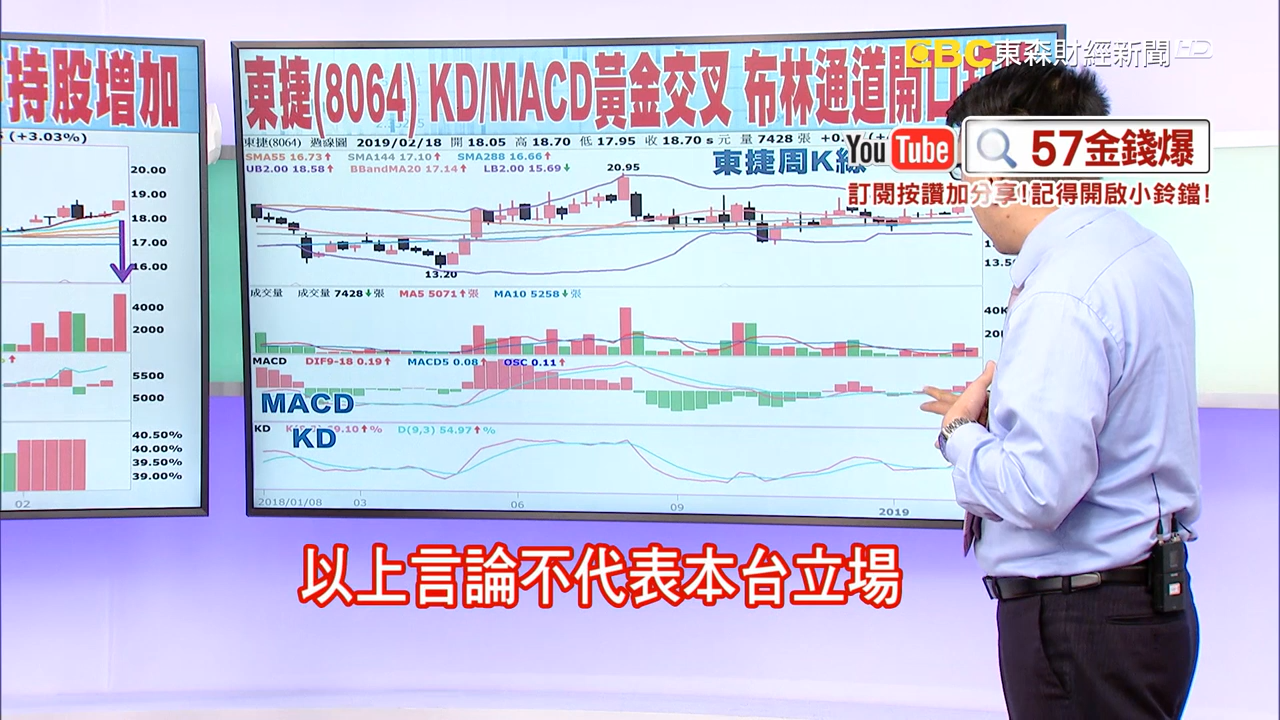 EBC 東森財經新聞 HD
持股增加
東捷(8064) KD/MACD黃金交叉 布林通道開口
You Tube 57金錢爆
訂閱按讚加分享!記得開啟小鈴鐺!
(+3.03%)
20.00
19.00
18.00
17.00
16.00
4000
2000
5500
5000
40.50%
40.00%
39.50%
39.00%
02
東捷(8064) 週線圖 2019/02/18 開 18.05 高 18.70 低 17.95 收 18.70 s 元 量 7428 張
SMA55 16.73↑ SMA144 17.10↑ SMA288 16.66↑
UB2.00 18.58↑ BBandMA20 17.14↑ LB2.00 15.69↓
東捷周K線
20.95
13.20
13.50
成交量 成交量 7428↓張 MA5 5071↑張 MA10 5258↓張
40K
MACD DIF9-18 0.19↑ MACD5 0.08↑ OSC 0.11↑
MACD
KD D(9,3) 54.97↑%
KD
2018/01/08 03 06 09 2019
以上言論不代表本台立場